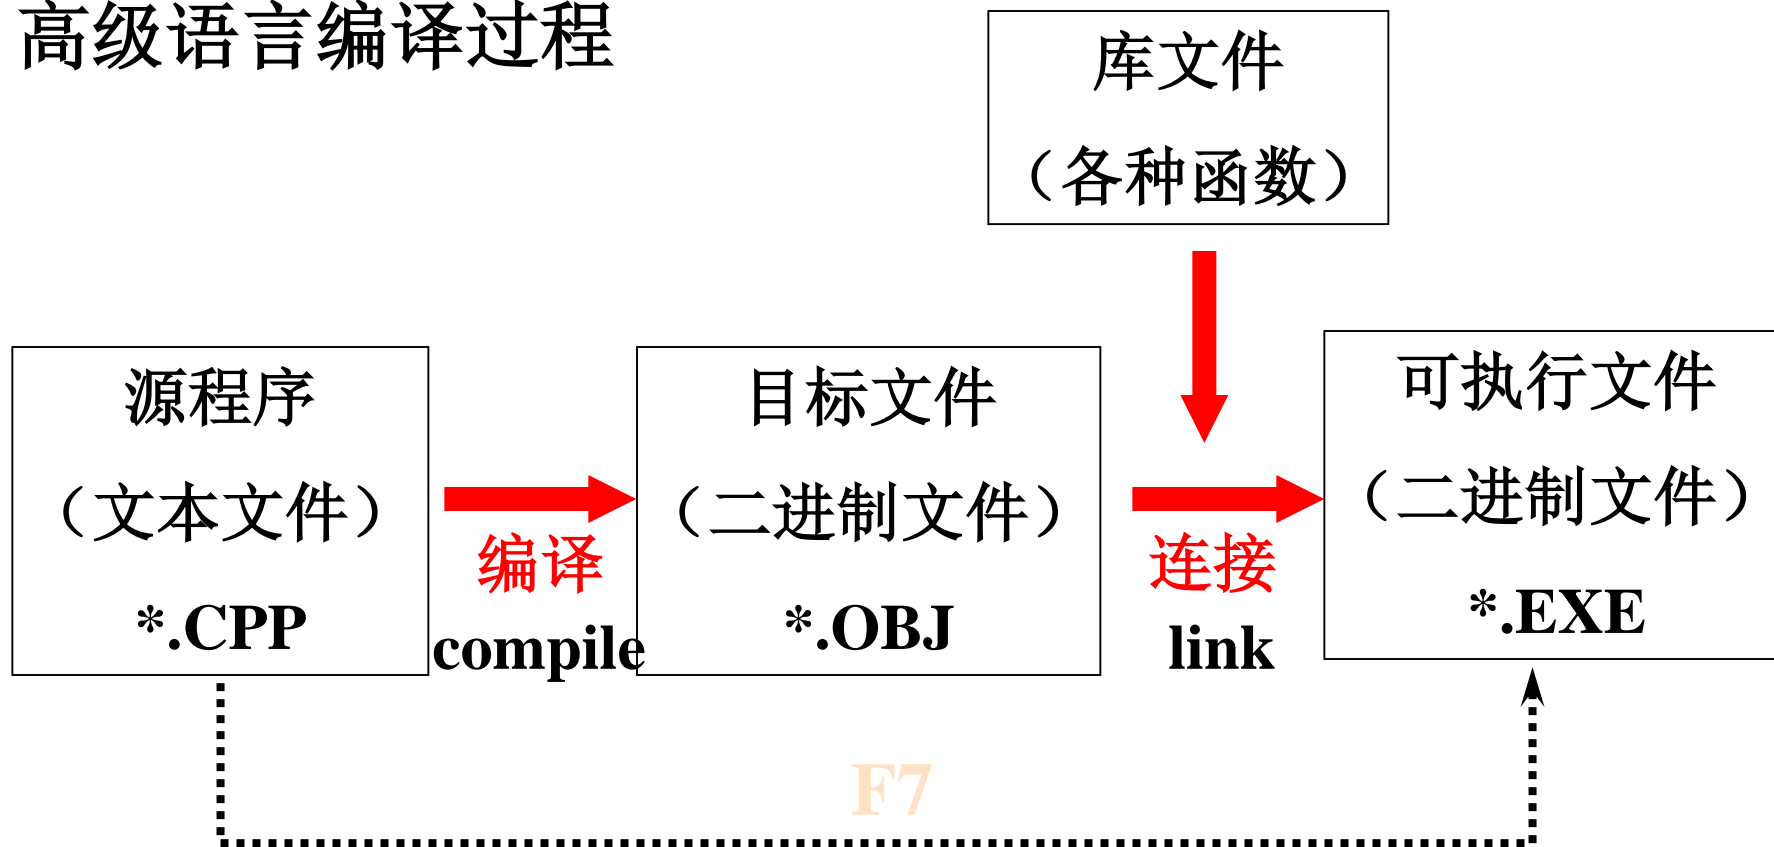 高级语言编译过程
库文件
（各种函数）
源程序
（文本文件）
*.CPP
编译
compile
目标文件
（二进制文件）
*.OBJ
连接
link
可执行文件
（二进制文件）
*.EXE
F7